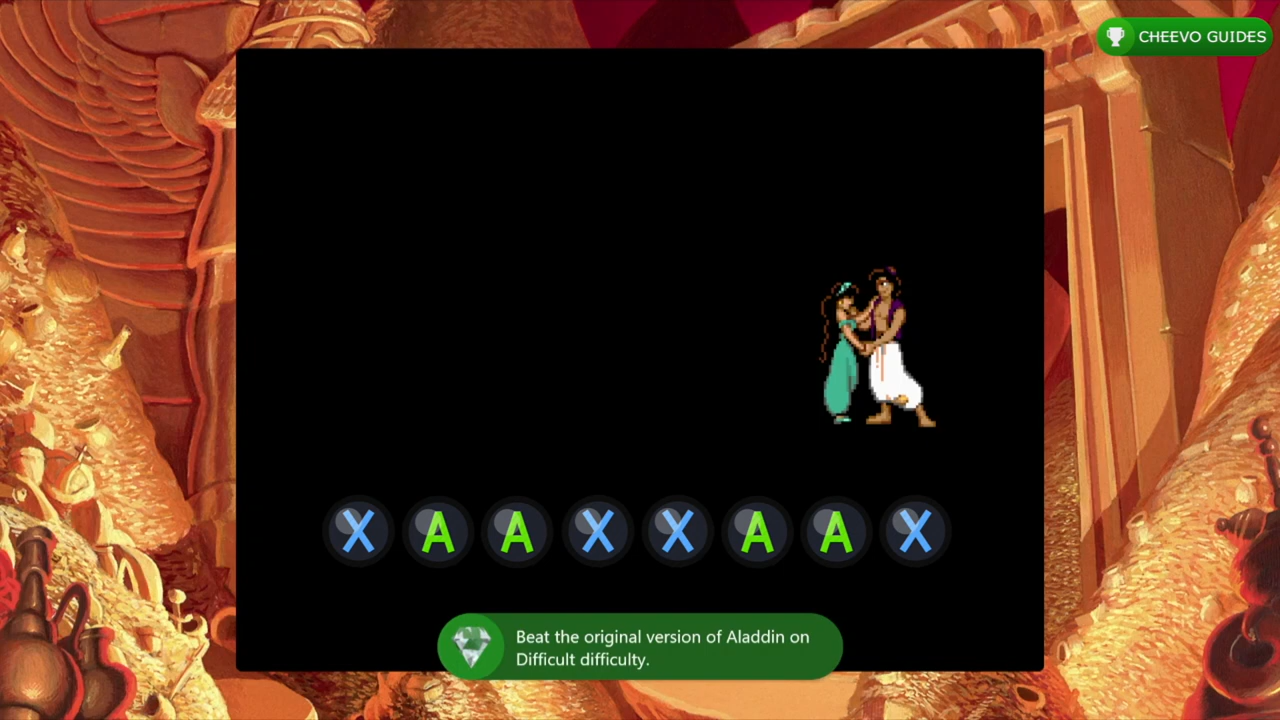 CHEEVO GUIDES
X A A X X A A X
Beat the original version of Aladdin on
Difficult difficulty.